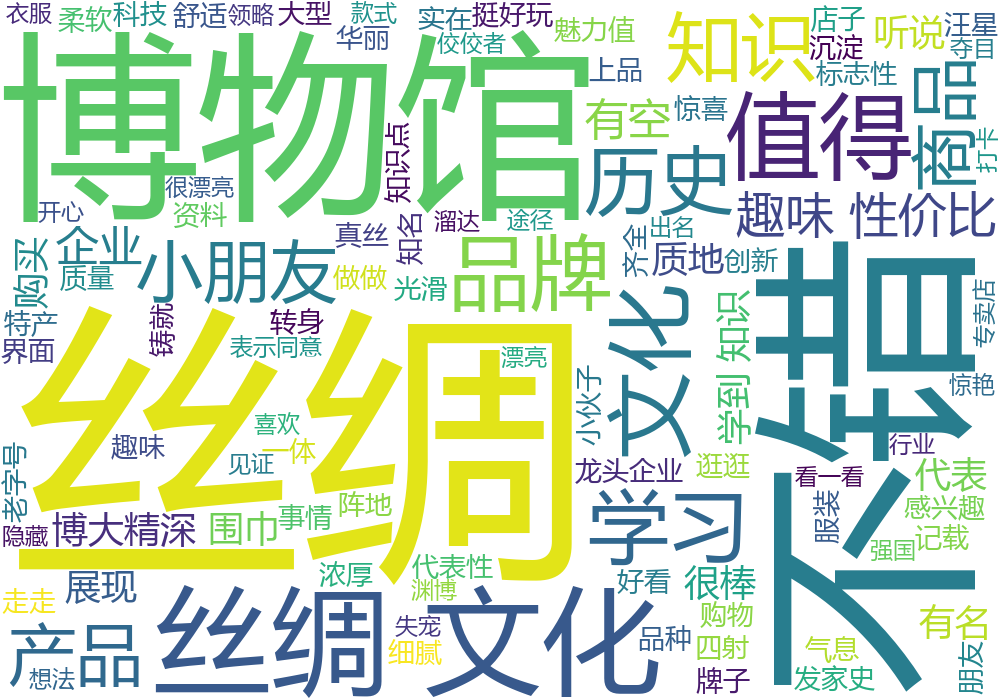 衣服
柔软
科技
舒适
领略
大型
款式
华丽
实在
佼佼者
挺好玩
魅力值
上品
知识
店子
沉淀
标志性
听说
汪星
夺目
博物馆
有空
惊喜
值得
商品
打卡
知识点
历史
很漂亮
资料
开心
趣味
性价比
购买
企业
质量
小朋友
真丝
做做
知名
溜达
途径
光滑
品牌
出名
齐全
质地
创新
特产
界面
铸就
转身
表示同意
漂亮
丝绸
文化
知识
学到
小伙子
不错
专卖店
惊艳
喜欢
一体
趣味
见证
老字号
隐藏
博大精深
围巾
事情
阵地
龙头企业
逛逛
行业
看一看
代表
感兴趣
服装
记载
强国
学习
走走
展现
浓厚
代表性
渊博
好看
很棒
产品
想法
丝绸
文化
失宠
细腻
品种
购物
四射
牌子
气息
发家史
有名
朋友